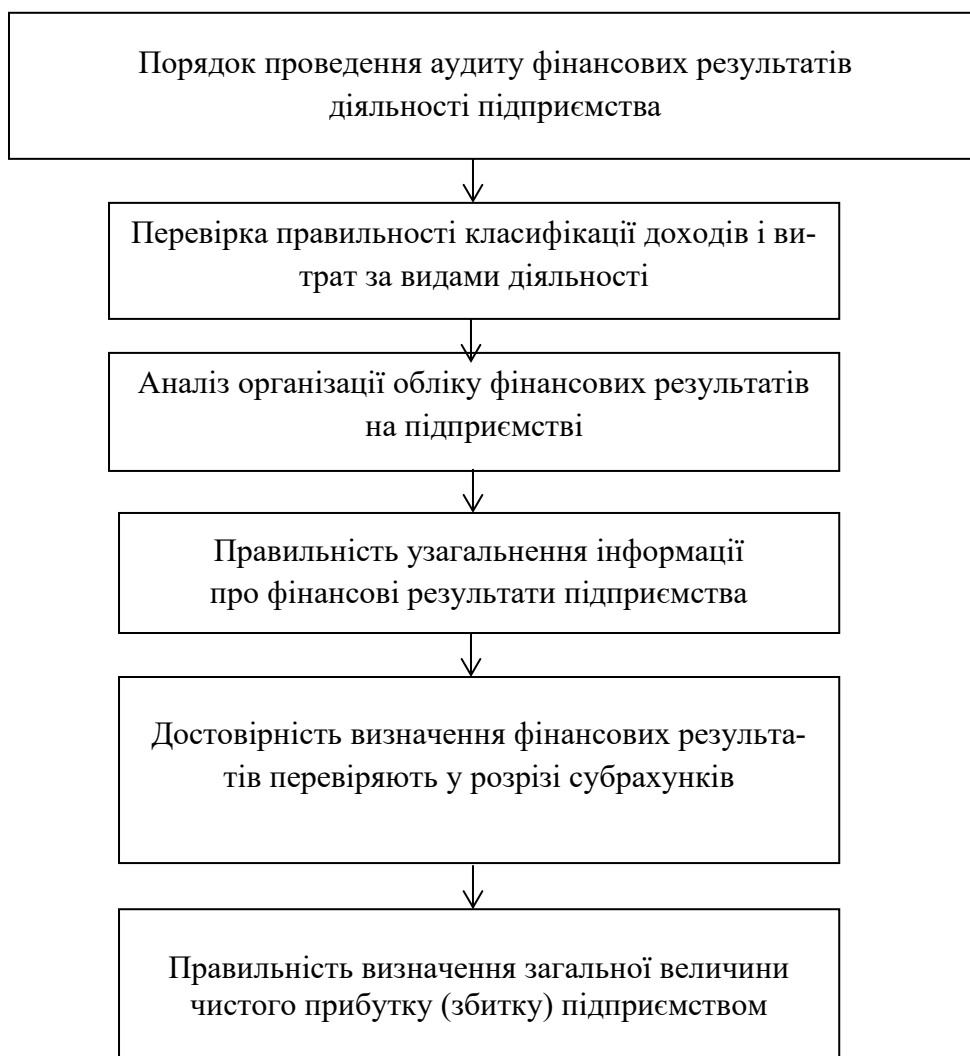 Порядок проведення аудиту фінансових результатів
діяльності підприємства
Перевірка правильності класифікації доходів і ви-
трат за видами діяльності
Аналіз організації обліку фінансових результатів
на підприємстві
Правильність узагальнення інформації
про фінансові результати підприємства
Достовірність визначення фінансових результа-
тів перевіряють у розрізі субрахунків
Правильність визначення загальної величини
чистого прибутку (збитку) підприємством